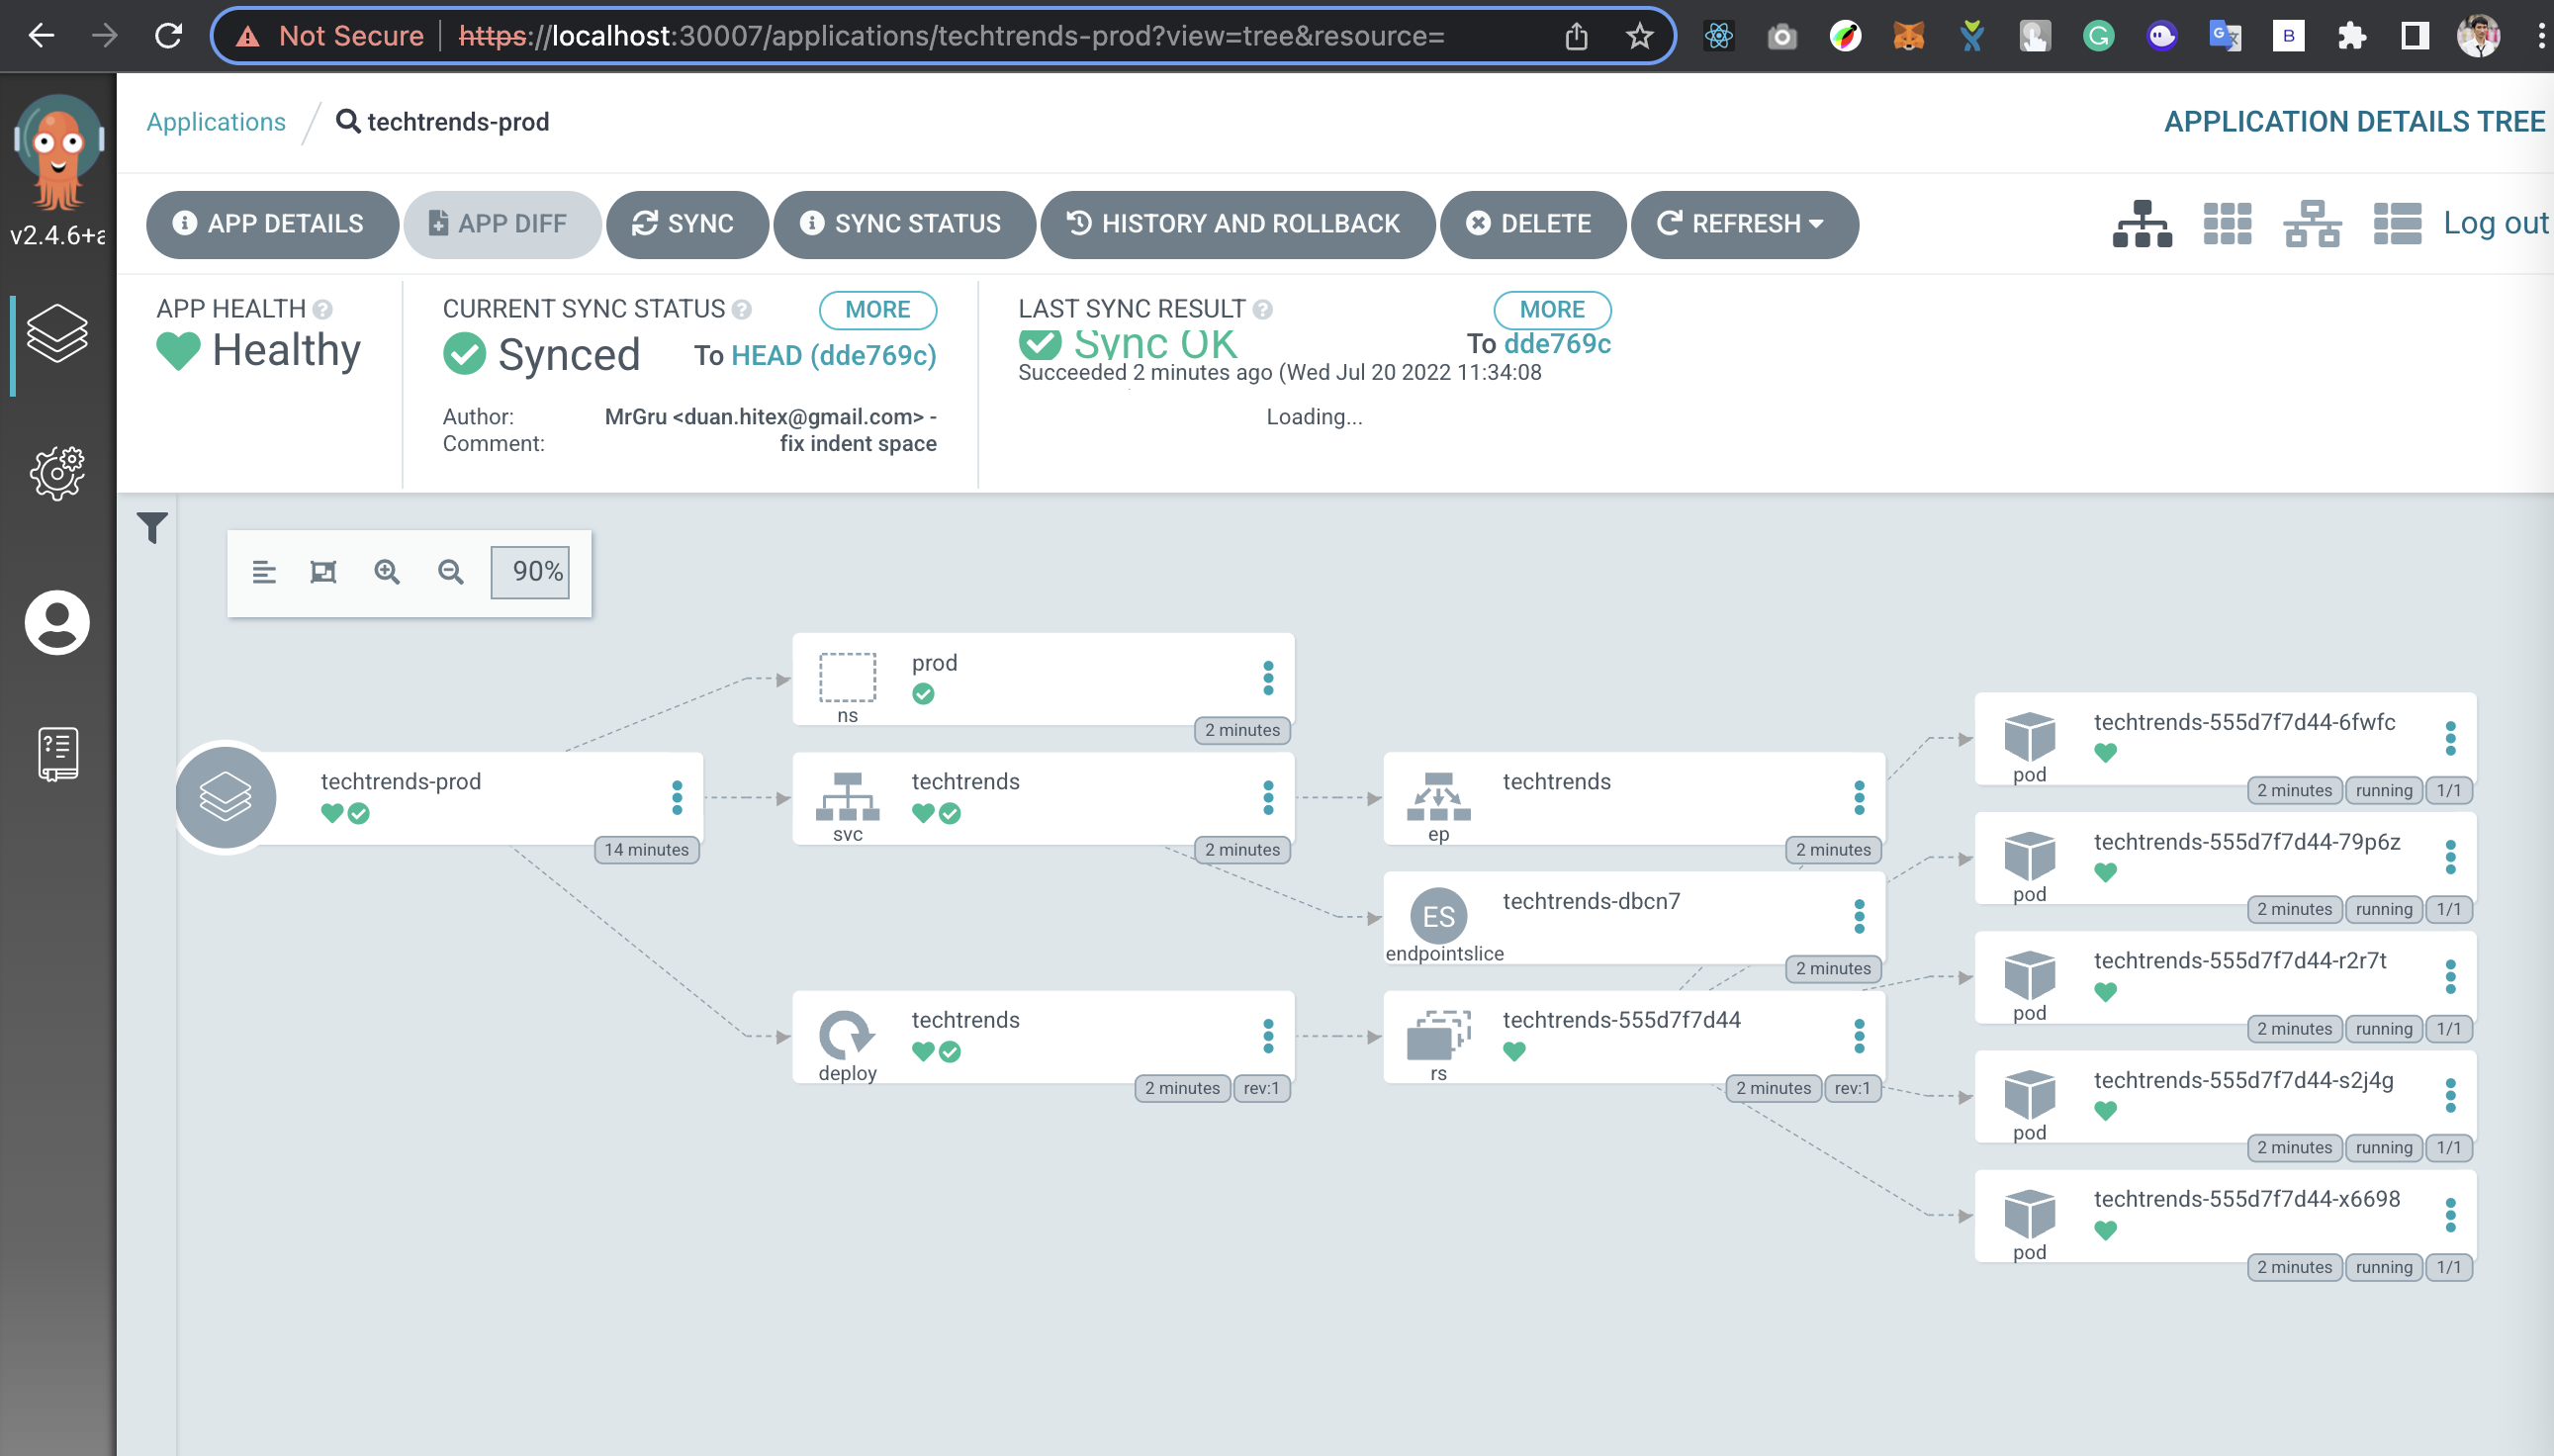 Not Secure https://localhost:30007/applications/techtrends-prod?view=tree&resource=
Applications / techtrends-prod
APPLICATION DETAILS TREE
v2.4.6+a
APP DETAILS
APP DIFF
SYNC
SYNC STATUS
HISTORY AND ROLLBACK
DELETE
REFRESH
Log out
APP HEALTH
Healthy
CURRENT SYNC STATUS
MORE
Synced
To HEAD (dde769c)
Author: MrGru <duan.hitex@gmail.com> -
Comment: fix indent space
LAST SYNC RESULT
MORE
Sync OK
To dde769c
Succeeded 2 minutes ago (Wed Jul 20 2022 11:34:08
Loading...
90%
techtrends-prod
14 minutes
prod
ns
2 minutes
techtrends
svc
2 minutes
techtrends
deploy
2 minutes rev:1
techtrends
ep
2 minutes
ES
techtrends-dbcn7
endpointslice
2 minutes
techtrends-555d7f7d44
rs
2 minutes rev:1
techtrends-555d7f7d44-6fwfc
pod
2 minutes running 1/1
techtrends-555d7f7d44-79p6z
pod
2 minutes running 1/1
techtrends-555d7f7d44-r2r7t
pod
2 minutes running 1/1
techtrends-555d7f7d44-s2j4g
pod
2 minutes running 1/1
techtrends-555d7f7d44-x6698
pod
2 minutes running 1/1